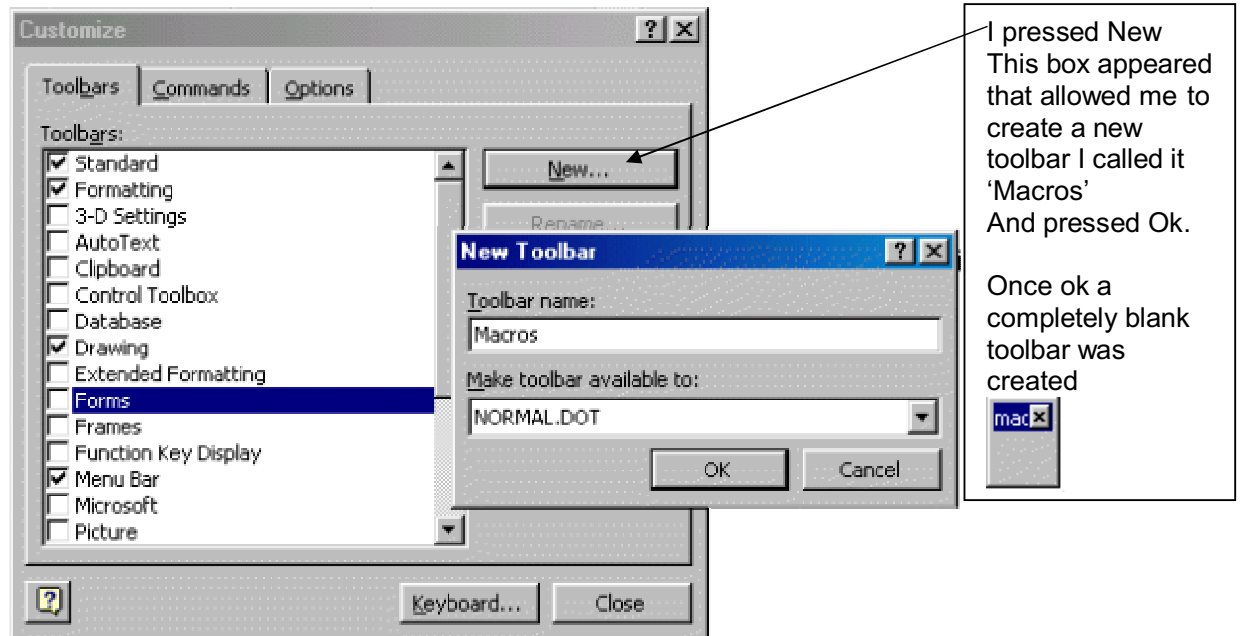 Customize
Toolbars Commands Options
Toolbars:
Standard
Formatting
3-D Settings
AutoText
Clipboard
Control Toolbox
Database
Drawing
Extended Formatting
Forms
Frames
Function Key Display
Menu Bar
Microsoft
Picture
New...
Rename...
New Toolbar
Toolbar name:
Macros
Make toolbar available to:
NORMAL.DOT
OK Cancel
Keyboard... Close
I pressed New
This box appeared
that allowed me to
create a new
toolbar I called it
‘Macros’
And pressed Ok.
Once ok a
completely blank
toolbar was
created
mac